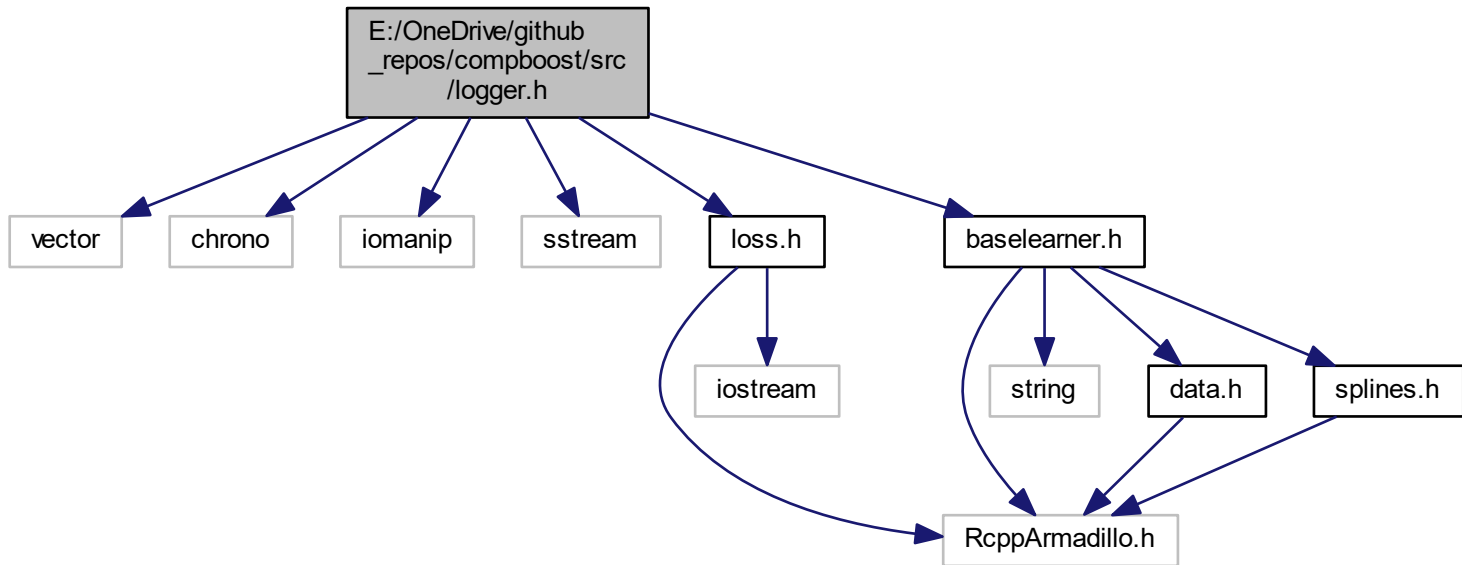 E:/OneDrive/github
_repos/compboost/src
/logger.h
vector
chrono
iomanip
sstream
loss.h
baselearner.h
iostream
string
data.h
splines.h
RcppArmadillo.h